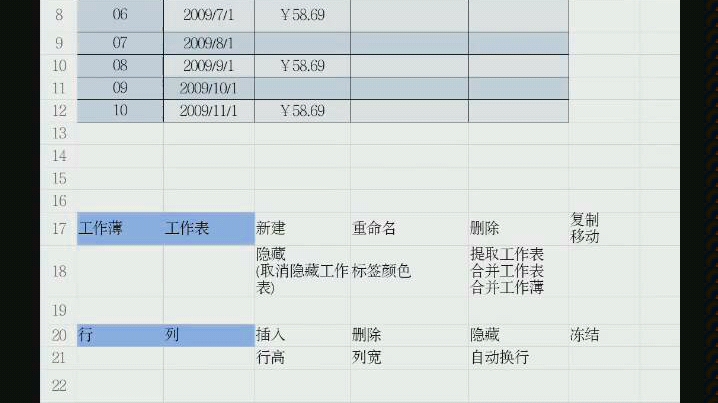 8 06 2009/7/1 ￥58.69
9 07 2009/8/1
10 08 2009/9/1 ￥58.69
11 09 2009/10/1
12 10 2009/11/1 ￥58.69
13
14
15
16
17 工作薄 工作表 新建 重命名 删除 复制
移动
18 隐藏
(取消隐藏工作
表) 标签颜色 提取工作表
合并工作表
合并工作薄
19
20 行 列 插入 删除 隐藏 冻结
21 行高 列宽 自动换行
22